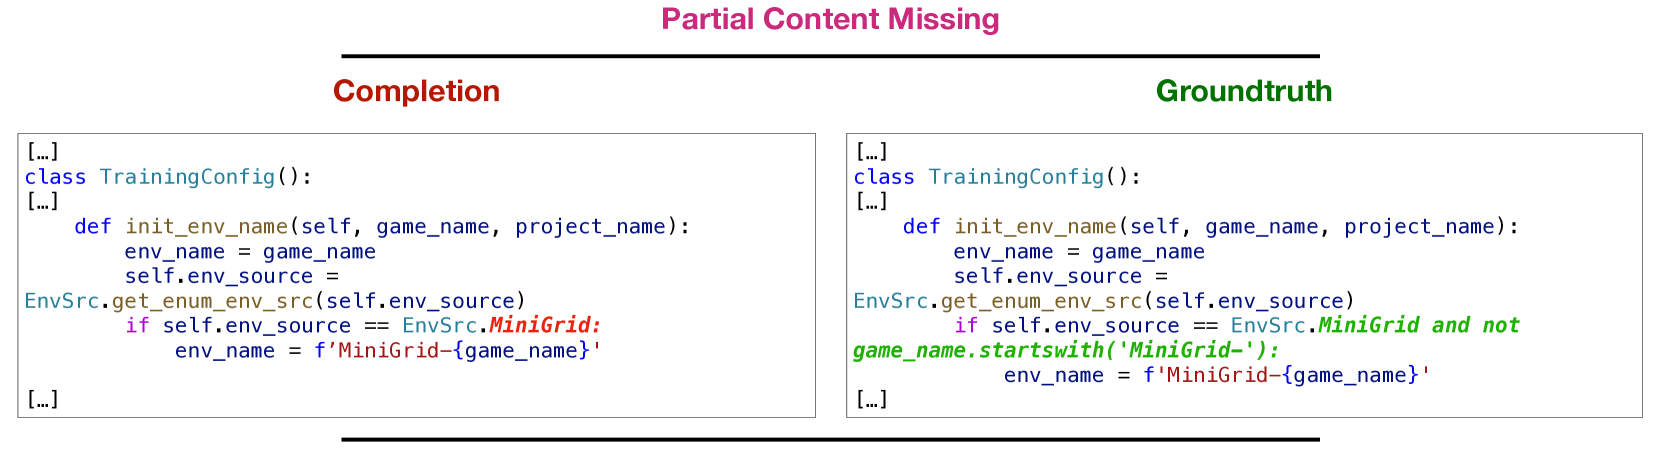 Partial Content Missing
Completion
[…]
class TrainingConfig():
[…]
    def init_env_name(self, game_name, project_name):
        env_name = game_name
        self.env_source =
EnvSrc.get_enum_env_src(self.env_source)
        if self.env_source == EnvSrc.MiniGrid:
            env_name = f’MiniGrid-{game_name}'
[…]
Groundtruth
[…]
class TrainingConfig():
[…]
    def init_env_name(self, game_name, project_name):
        env_name = game_name
        self.env_source =
EnvSrc.get_enum_env_src(self.env_source)
        if self.env_source == EnvSrc.MiniGrid and not
game_name.startswith('MiniGrid-'):
            env_name = f'MiniGrid-{game_name}'
[…]